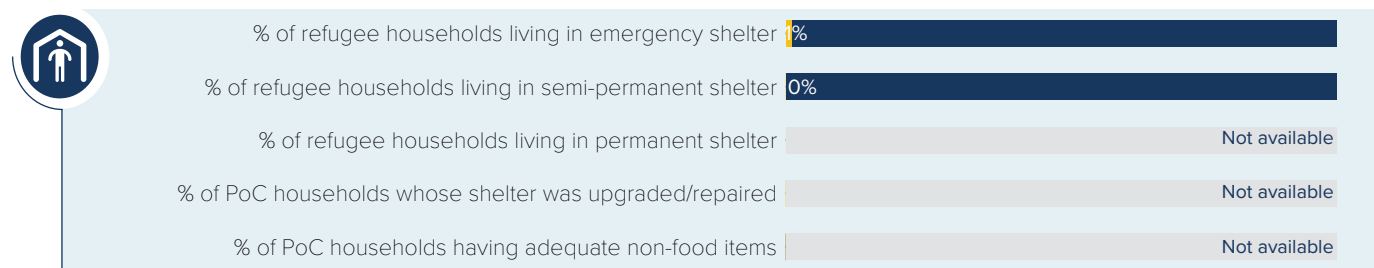 % of refugee households living in emergency shelter 1%
% of refugee households living in semi-permanent shelter 0%
% of refugee households living in permanent shelter Not available
% of PoC households whose shelter was upgraded/repaired Not available
% of PoC households having adequate non-food items Not available